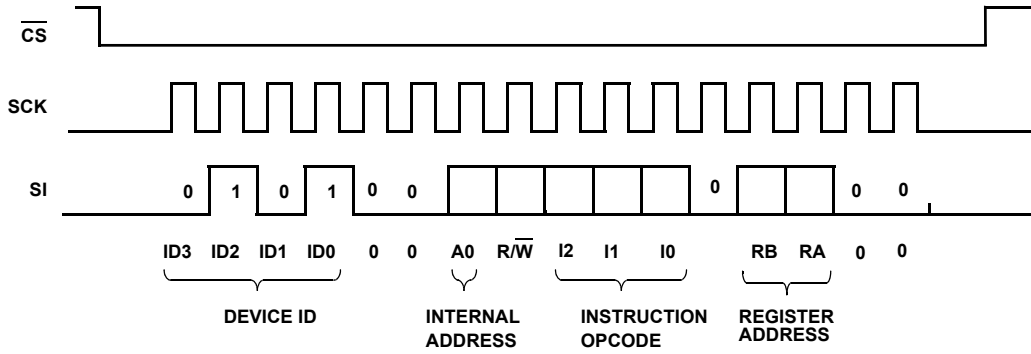 C̅S̅
SCK
SI 0 1 0 1 0 0 0 0 0
ID3 ID2 ID1 ID0 0 0 A0 R/W̅ I2 I1 I0 RB RA 0 0
DEVICE ID INTERNAL ADDRESS INSTRUCTION OPCODE REGISTER ADDRESS